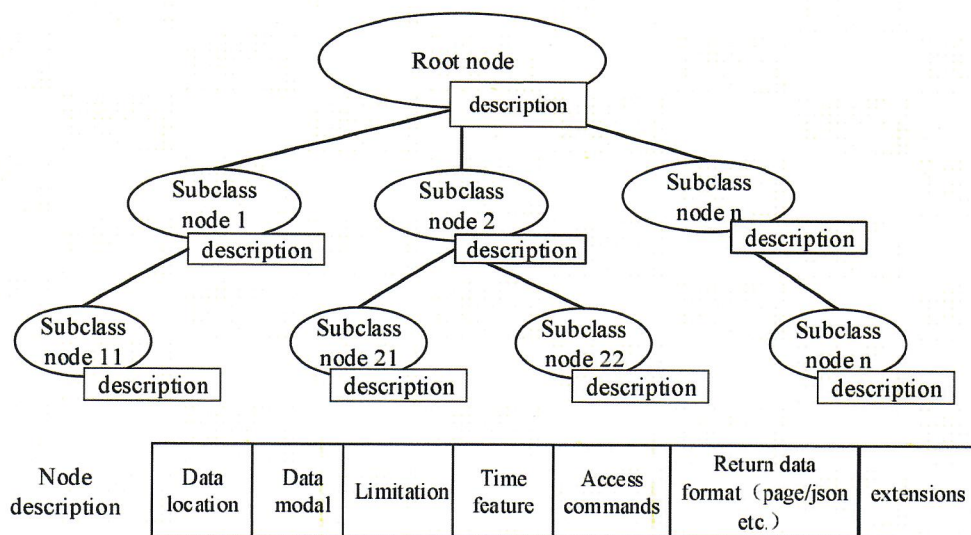 Root node
description
Subclass
node 1
description
Subclass
node 2
description
Subclass
node n
description
Subclass
node 11
description
Subclass
node 21
description
Subclass
node 22
description
Subclass
node n
description
Node
description
Data
location
Data
modal
Limitation
Time
feature
Access
commands
Return data
format（page/json
etc.）
extensions